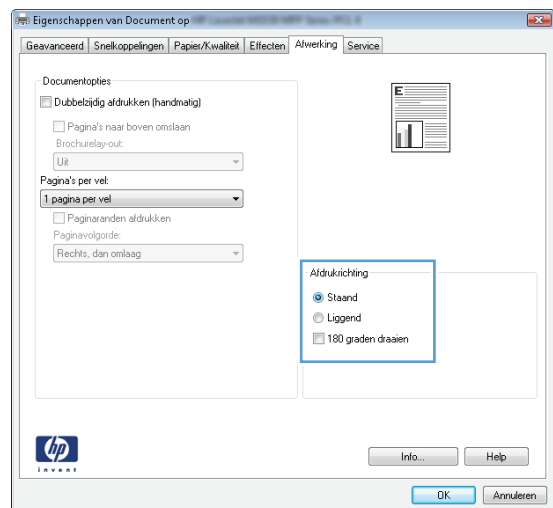 Eigenschappen van Document op
Geavanceerd Snelkoppelingen Papier/Kwaliteit Effecten Afwerking Service
Documentopties
Dubbelzijdig afdrukken (handmatig)
Pagina's naar boven omslaan
Brochurelay-out:
Uit
Pagina's per vel:
1 pagina per vel
Paginaranden afdrukken
Paginavolgorde:
Rechts, dan omlaag
E
Afdrukrichting
Staand
Liggend
180 graden draaien
hp
invent
Info... Help
OK Annuleren